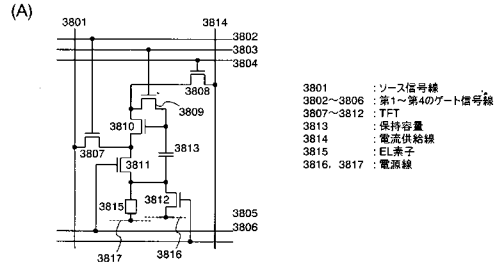 (A)
3801
3814
3802
3803
3804
3808
3809
3810
3813
3807
3811
3812
3815
3805
3806
3817
3816
3801 : ソース信号線
3802~3806 : 第1~第4のゲート信号線
3807~3812 : TFT
3813 : 保持容量
3814 : 電流供給線
3815 : EL素子
3816, 3817 : 電源線